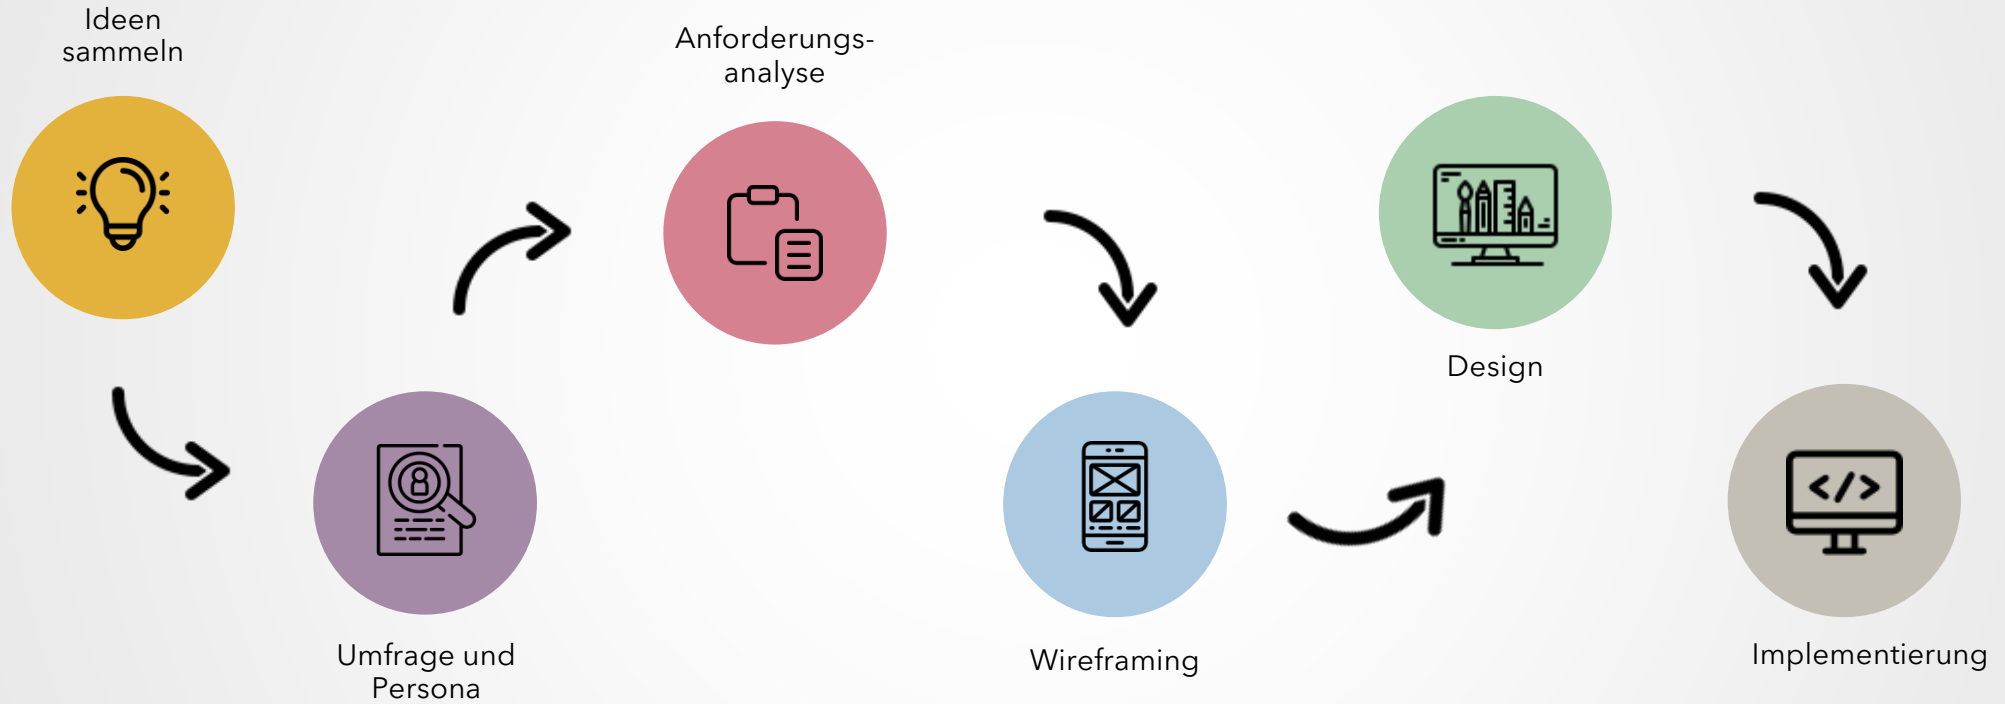 Ideen
sammeln
Umfrage und
Persona
Anforderungs-
analyse
Wireframing
Design
Implementierung